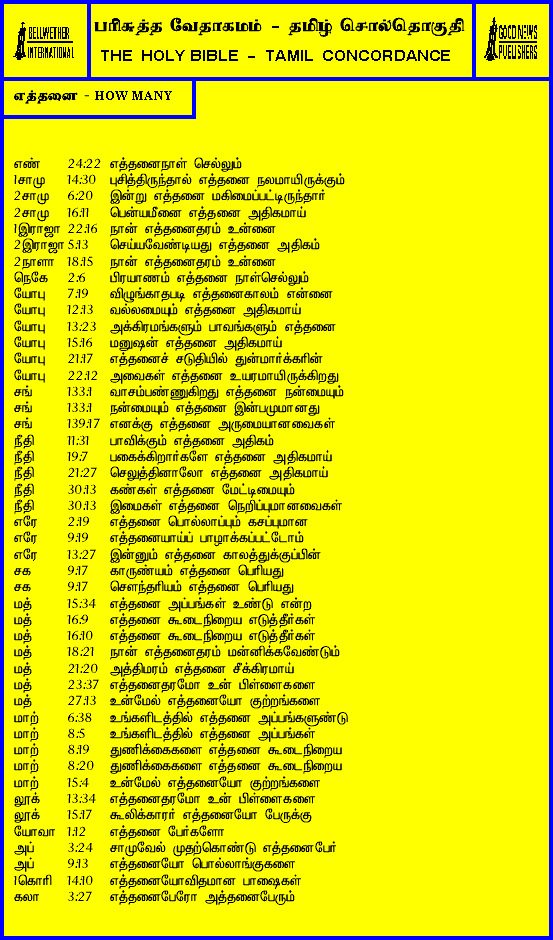 BELLWETHER
INTERNATIONAL
பரிசுத்த வேதாகமம் - தமிழ் சொல்தொகுதி
THE HOLY BIBLE - TAMIL CONCORDANCE
GOOD NEWS
PUBLISHERS
எத்தனை - HOW MANY
எண் 24:22 எத்தனைநாள் செல்லும்
1சாமு 14:30 புசித்திருந்தால் எத்தனை நலமாயிருக்கும்
2சாமு 6:20 இன்று எத்தனை மகிமைப்பட்டிருந்தார்
2சாமு 16:11 பென்யமீனை எத்தனை அதிகமாய்
1இராஜா 22:16 நான் எத்தனைதரம் உன்னை
2இராஜா 5:13 செய்யவேண்டியது எத்தனை அதிகம்
2நாளா 18:15 நான் எத்தனைதரம் உன்னை
நெகே 2:6 பிரயாணம் எத்தனை நாள்செல்லும்
யோபு 7:19 விழுங்காதபடி எத்தனைகாலம் என்னை
யோபு 12:13 வல்லமையும் எத்தனை அதிகமாய்
யோபு 13:23 அக்கிரமங்களும் பாவங்களும் எத்தனை
யோபு 15:16 மனுஷன் எத்தனை அதிகமாய்
யோபு 21:17 எத்தனைச் சடுதியில் துன்மார்க்கரின்
யோபு 22:12 அவைகள் எத்தனை உயரமாயிருக்கிறது
சங் 133:1 வாசம்பண்ணுகிறது எத்தனை நன்மையும்
சங் 133:1 நன்மையும் எத்தனை இன்பமுமானது
சங் 139:17 எனக்கு எத்தனை அருமையானவைகள்
நீதி 11:31 பாவிக்கும் எத்தனை அதிகம்
நீதி 19:7 பகைக்கிறார்களே எத்தனை அதிகமாய்
நீதி 21:27 செலுத்தினாலோ எத்தனை அதிகமாய்
நீதி 30:13 கண்கள் எத்தனை மேட்டிமையும்
நீதி 30:13 இமைகள் எத்தனை நெறிப்புமானவைகள்
எரே 2:19 எத்தனை பொல்லாப்பும் கசப்புமான
எரே 9:19 எத்தனையாய்ப் பாழாக்கப்பட்டோம்
எரே 13:27 இன்னும் எத்தனை காலத்துக்குப்பின்
சக 9:17 காருண்யம் எத்தனை பெரியது
சக 9:17 சௌந்தரியம் எத்தனை பெரியது
மத் 15:34 எத்தனை அப்பங்கள் உண்டு என்ற
மத் 16:9 எத்தனை கூடைநிறைய எடுத்தீர்கள்
மத் 16:10 எத்தனை கூடைநிறைய எடுத்தீர்கள்
மத் 18:21 நான் எத்தனைதரம் மன்னிக்கவேண்டும்
மத் 21:20 அத்திமரம் எத்தனை சீக்கிரமாய்
மத் 23:37 எத்தனைதரமோ உன் பிள்ளைகளை
மத் 27:13 உன்மேல் எத்தனையோ குற்றங்களை
மாற் 6:38 உங்களிடத்தில் எத்தனை அப்பங்களுண்டு
மாற் 8:5 உங்களிடத்தில் எத்தனை அப்பங்கள்
மாற் 8:19 துணிக்கைகளை எத்தனை கூடைநிறைய
மாற் 8:20 துணிக்கைகளை எத்தனை கூடைநிறைய
மாற் 15:4 உன்மேல் எத்தனையோ குற்றங்களை
லூக் 13:34 எத்தனைதரமோ உன் பிள்ளைகளை
லூக் 15:17 கூலிக்காரர் எத்தனையோ பேருக்கு
யோவா 1:12 எத்தனை பேர்களோ
அப் 3:24 சாமுவேல் முதற்கொண்டு எத்தனைபேர்
அப் 9:13 எத்தனையோ பொல்லாங்குகளை
1கொரி 14:10 எத்தனையோவிதமான பாஷைகள்
கலா 3:27 எத்தனைபேரோ அத்தனைபேரும்